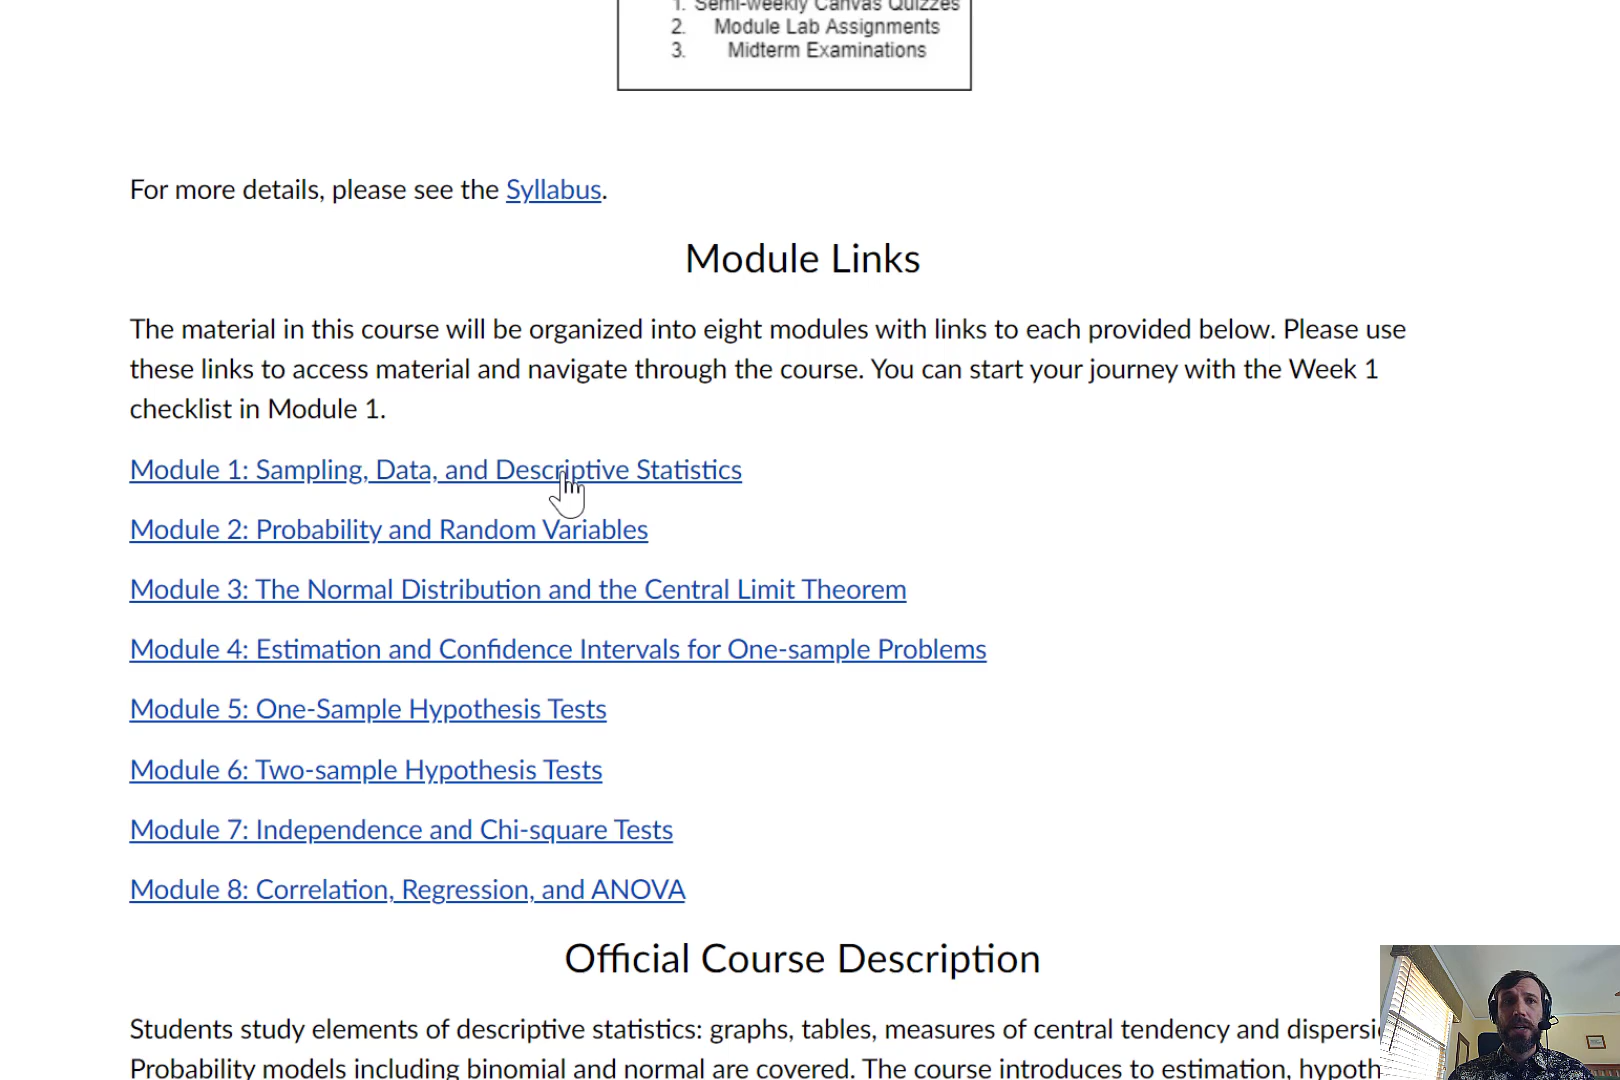 1. Semi-weekly Canvas Quizzes
2. Module Lab Assignments
3. Midterm Examinations
For more details, please see the Syllabus.
Module Links
The material in this course will be organized into eight modules with links to each provided below. Please use
these links to access material and navigate through the course. You can start your journey with the Week 1
checklist in Module 1.
Module 1: Sampling, Data, and Descriptive Statistics
Module 2: Probability and Random Variables
Module 3: The Normal Distribution and the Central Limit Theorem
Module 4: Estimation and Confidence Intervals for One-sample Problems
Module 5: One-Sample Hypothesis Tests
Module 6: Two-sample Hypothesis Tests
Module 7: Independence and Chi-square Tests
Module 8: Correlation, Regression, and ANOVA
Official Course Description
Students study elements of descriptive statistics: graphs, tables, measures of central tendency and dispersi
Probability models including binomial and normal are covered. The course introduces to estimation, hypoth